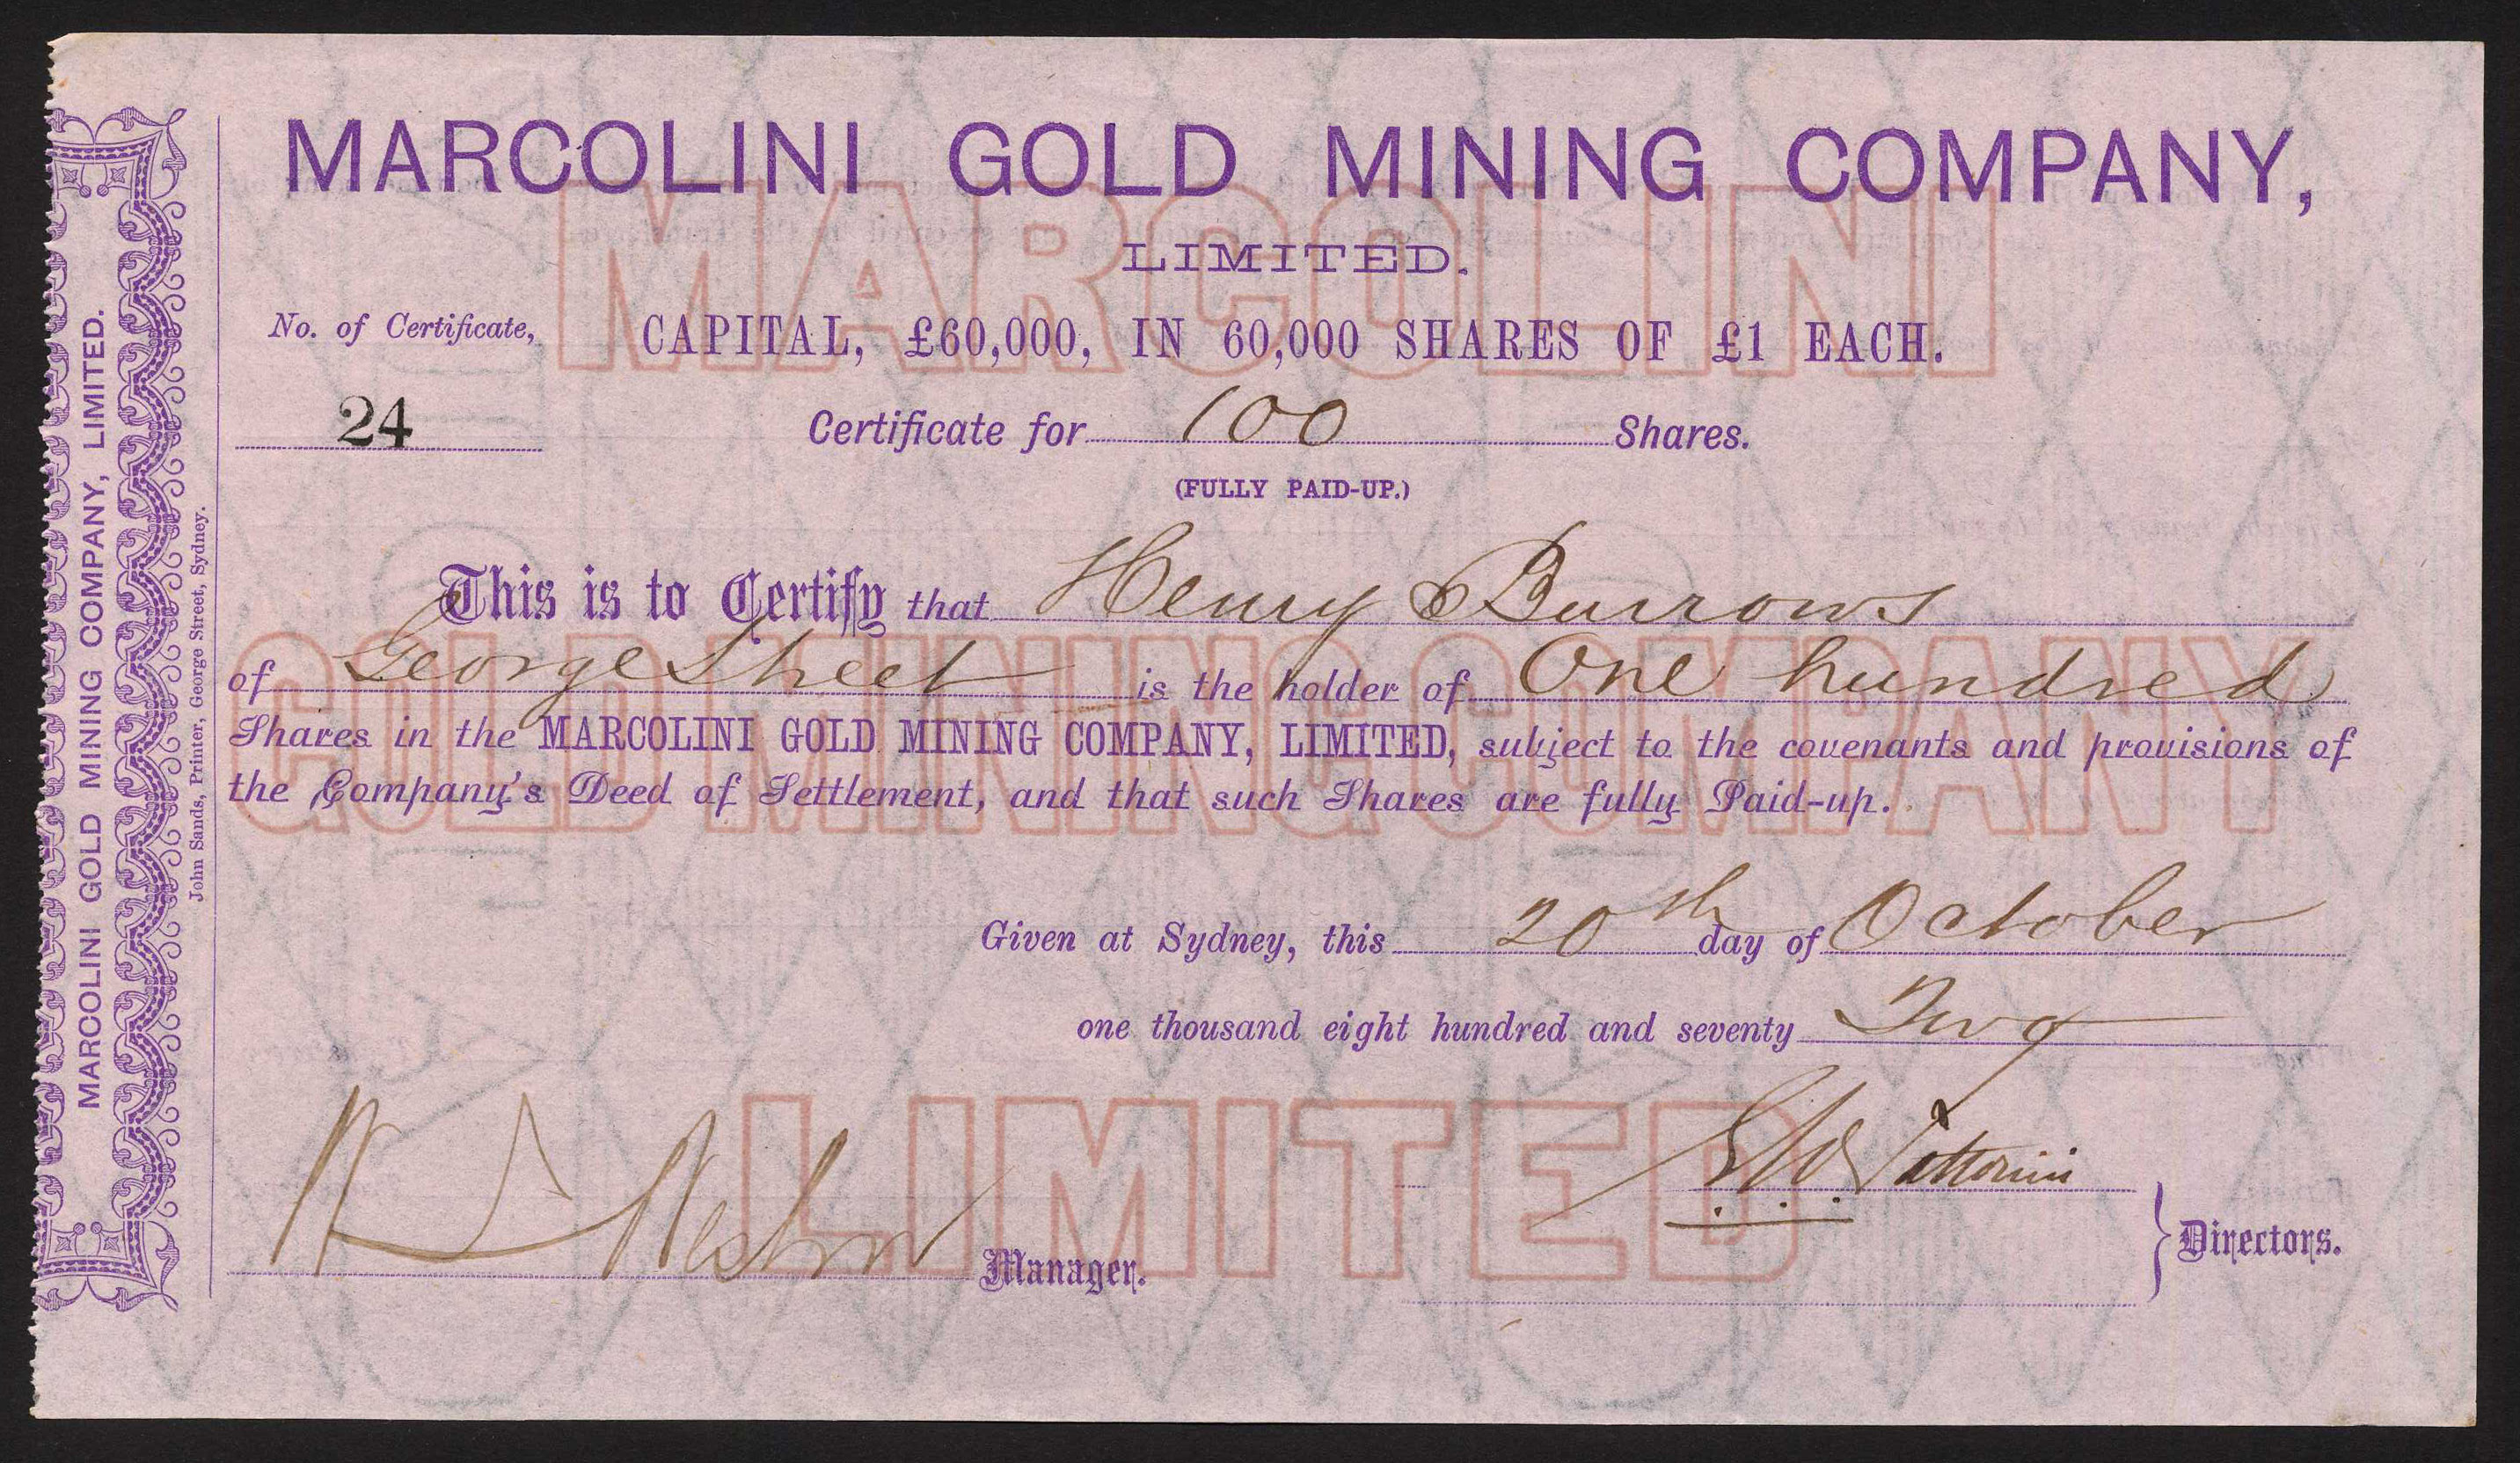 MARCOLINI GOLD MINING COMPANY,
LIMITED.
No. of Certificate,
CAPITAL, £60,000, IN 60,000 SHARES OF £1 EACH.
24
Certificate for 100 Shares.
(FULLY PAID-UP.)
This is to Certify that Henry Burrows
of George Street is the holder of One hundred
Shares in the MARCOLINI GOLD MINING COMPANY, LIMITED, subject to the covenants and provisions of
the Company's Deed of Settlement, and that such Shares are fully Paid-up.
Given at Sydney, this 20th day of October
one thousand eight hundred and seventy Two
Manager.
Directors.
MARCOLINI
GOLD MINING COMPANY
LIMITED
MARCOLINI GOLD MINING COMPANY, LIMITED.
John Sands, Printer, George Street, Sydney.